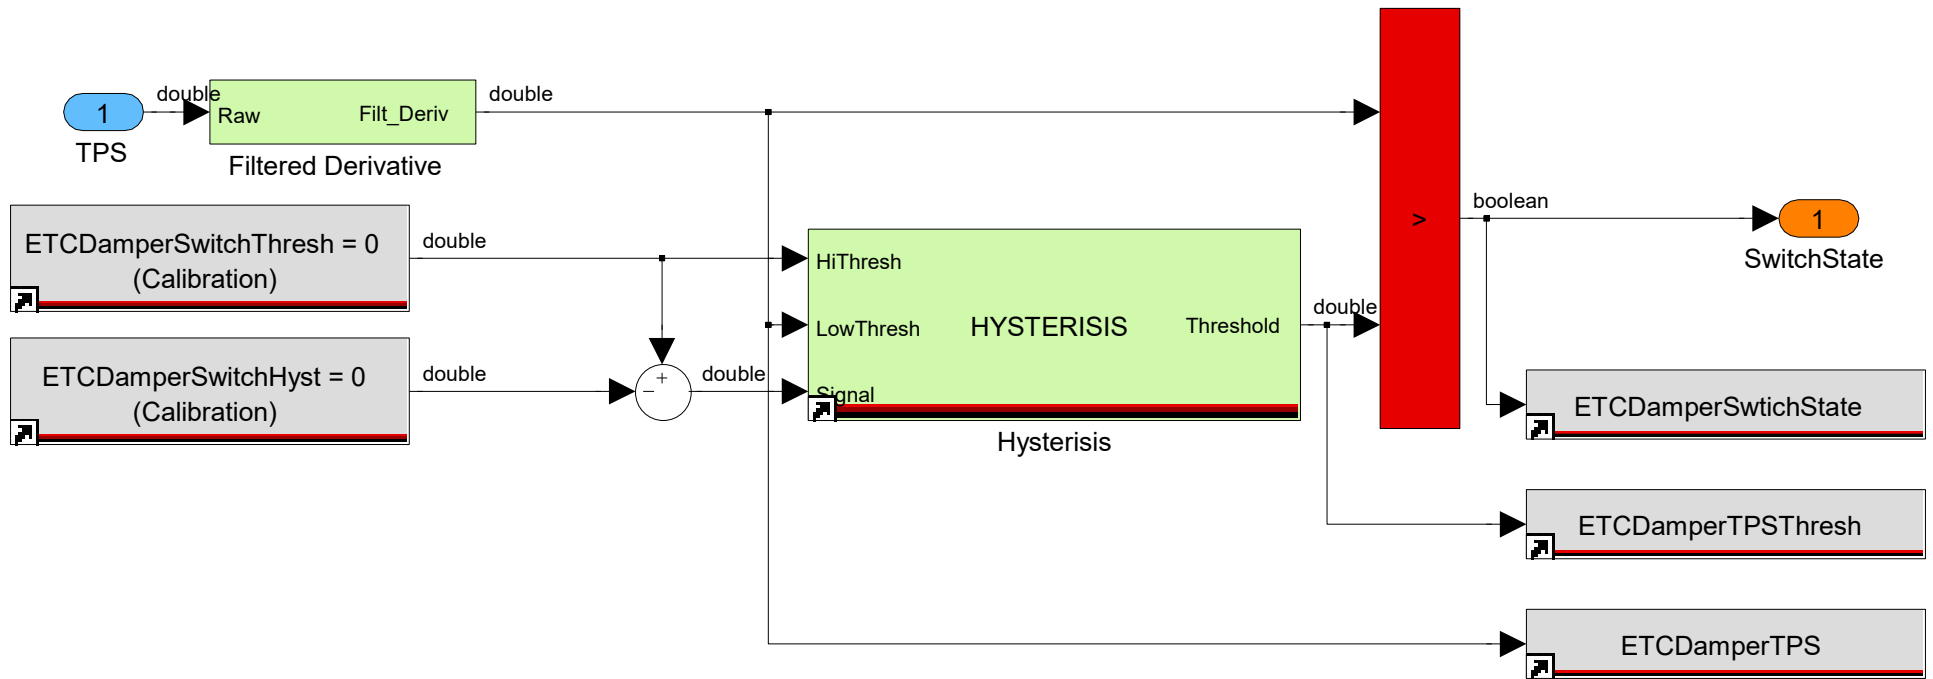 double
double
1
Raw
Filt_Deriv
TPS
Filtered Derivative
ETCDamperSwitchThresh = 0
(Calibration)
double
ETCDamperSwitchHyst = 0
(Calibration)
double
+
−
double
HiThresh
LowThresh
Signal
HYSTERISIS
Threshold
Hysterisis
double
>
boolean
1
SwitchState
ETCDamperSwtichState
ETCDamperTPSThresh
ETCDamperTPS